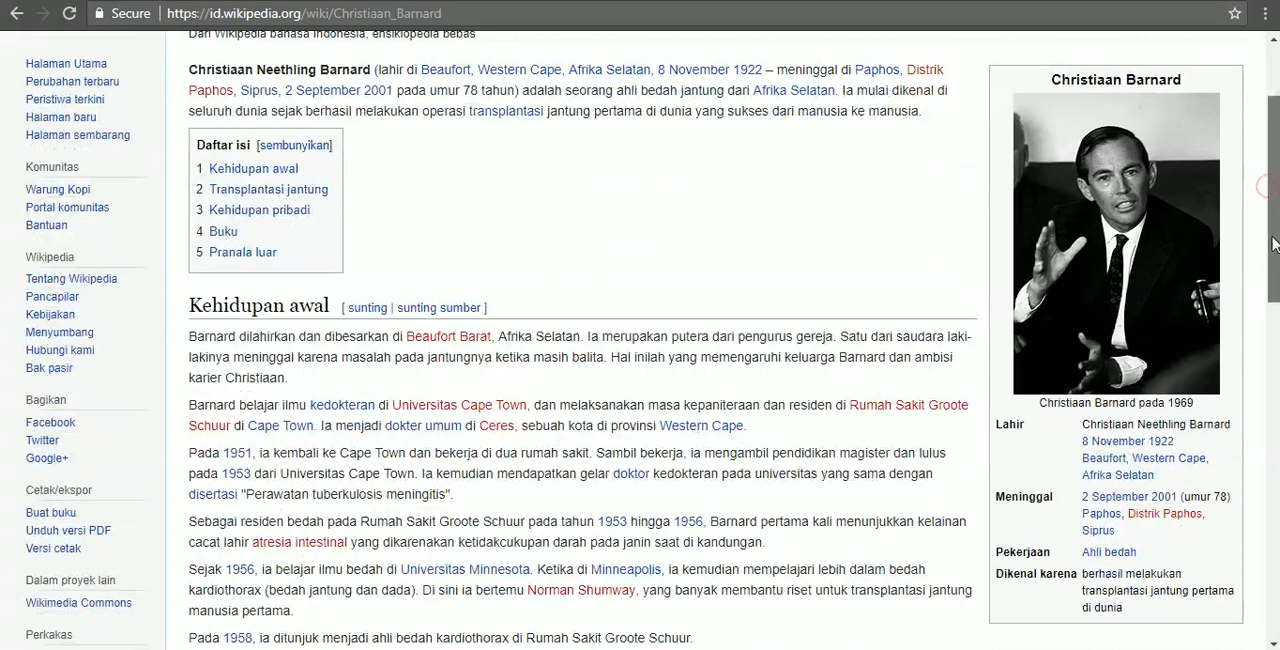 Secure | https://id.wikipedia.org/wiki/Christiaan_Barnard
Dari Wikipedia bahasa Indonesia, ensiklopedia bebas
Halaman Utama
Perubahan terbaru
Peristiwa terkini
Halaman baru
Halaman sembarang
Komunitas
Warung Kopi
Portal komunitas
Bantuan
Wikipedia
Tentang Wikipedia
Pancapilar
Kebijakan
Menyumbang
Hubungi kami
Bak pasir
Bagikan
Facebook
Twitter
Google+
Cetak/ekspor
Buat buku
Unduh versi PDF
Versi cetak
Dalam proyek lain
Wikimedia Commons
Perkakas
Christiaan Neethling Barnard (lahir di Beaufort, Western Cape, Afrika Selatan, 8 November 1922 – meninggal di Paphos, Distrik
Paphos, Siprus, 2 September 2001 pada umur 78 tahun) adalah seorang ahli bedah jantung dari Afrika Selatan. Ia mulai dikenal di
seluruh dunia sejak berhasil melakukan operasi transplantasi jantung pertama di dunia yang sukses dari manusia ke manusia.
Daftar isi [sembunyikan]
1 Kehidupan awal
2 Transplantasi jantung
3 Kehidupan pribadi
4 Buku
5 Pranala luar
Kehidupan awal [ sunting | sunting sumber ]
Barnard dilahirkan dan dibesarkan di Beaufort Barat, Afrika Selatan. Ia merupakan putera dari pengurus gereja. Satu dari saudara laki-
lakinya meninggal karena masalah pada jantungnya ketika masih balita. Hal inilah yang memengaruhi keluarga Barnard dan ambisi
karier Christiaan.
Barnard belajar ilmu kedokteran di Universitas Cape Town, dan melaksanakan masa kepaniteraan dan residen di Rumah Sakit Groote
Schuur di Cape Town. Ia menjadi dokter umum di Ceres, sebuah kota di provinsi Western Cape.
Pada 1951, ia kembali ke Cape Town dan bekerja di dua rumah sakit. Sambil bekerja, ia mengambil pendidikan magister dan lulus
pada 1953 dari Universitas Cape Town. Ia kemudian mendapatkan gelar doktor kedokteran pada universitas yang sama dengan
disertasi "Perawatan tuberkulosis meningitis".
Sebagai residen bedah pada Rumah Sakit Groote Schuur pada tahun 1953 hingga 1956, Barnard pertama kali menunjukkan kelainan
cacat lahir atresia intestinal yang dikarenakan ketidakcukupan darah pada janin saat di kandungan.
Sejak 1956, ia belajar ilmu bedah di Universitas Minnesota. Ketika di Minneapolis, ia kemudian mempelajari lebih dalam bedah
kardiothorax (bedah jantung dan dada). Di sini ia bertemu Norman Shumway, yang banyak membantu riset untuk transplantasi jantung
manusia pertama.
Pada 1958, ia ditunjuk menjadi ahli bedah kardiothorax di Rumah Sakit Groote Schuur.
Christiaan Barnard
Christiaan Barnard pada 1969
Lahir Christiaan Neethling Barnard
8 November 1922
Beaufort, Western Cape,
Afrika Selatan
Meninggal 2 September 2001 (umur 78)
Paphos, Distrik Paphos,
Siprus
Pekerjaan Ahli bedah
Dikenal karena berhasil melakukan
transplantasi jantung pertama
di dunia